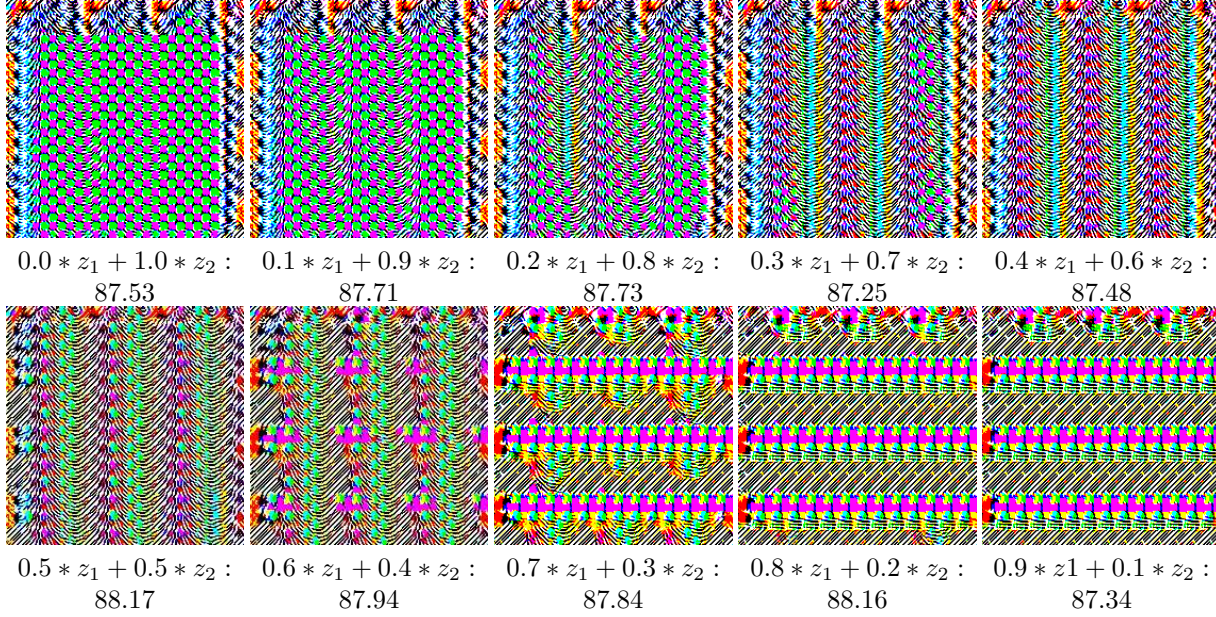 0.0 ∗ z₁ + 1.0 ∗ z₂ : 0.1 ∗ z₁ + 0.9 ∗ z₂ : 0.2 ∗ z₁ + 0.8 ∗ z₂ : 0.3 ∗ z₁ + 0.7 ∗ z₂ : 0.4 ∗ z₁ + 0.6 ∗ z₂ :
87.53 87.71 87.73 87.25 87.48
0.5 ∗ z₁ + 0.5 ∗ z₂ : 0.6 ∗ z₁ + 0.4 ∗ z₂ : 0.7 ∗ z₁ + 0.3 ∗ z₂ : 0.8 ∗ z₁ + 0.2 ∗ z₂ : 0.9 ∗ z1 + 0.1 ∗ z₂ :
88.17 87.94 87.84 88.16 87.34